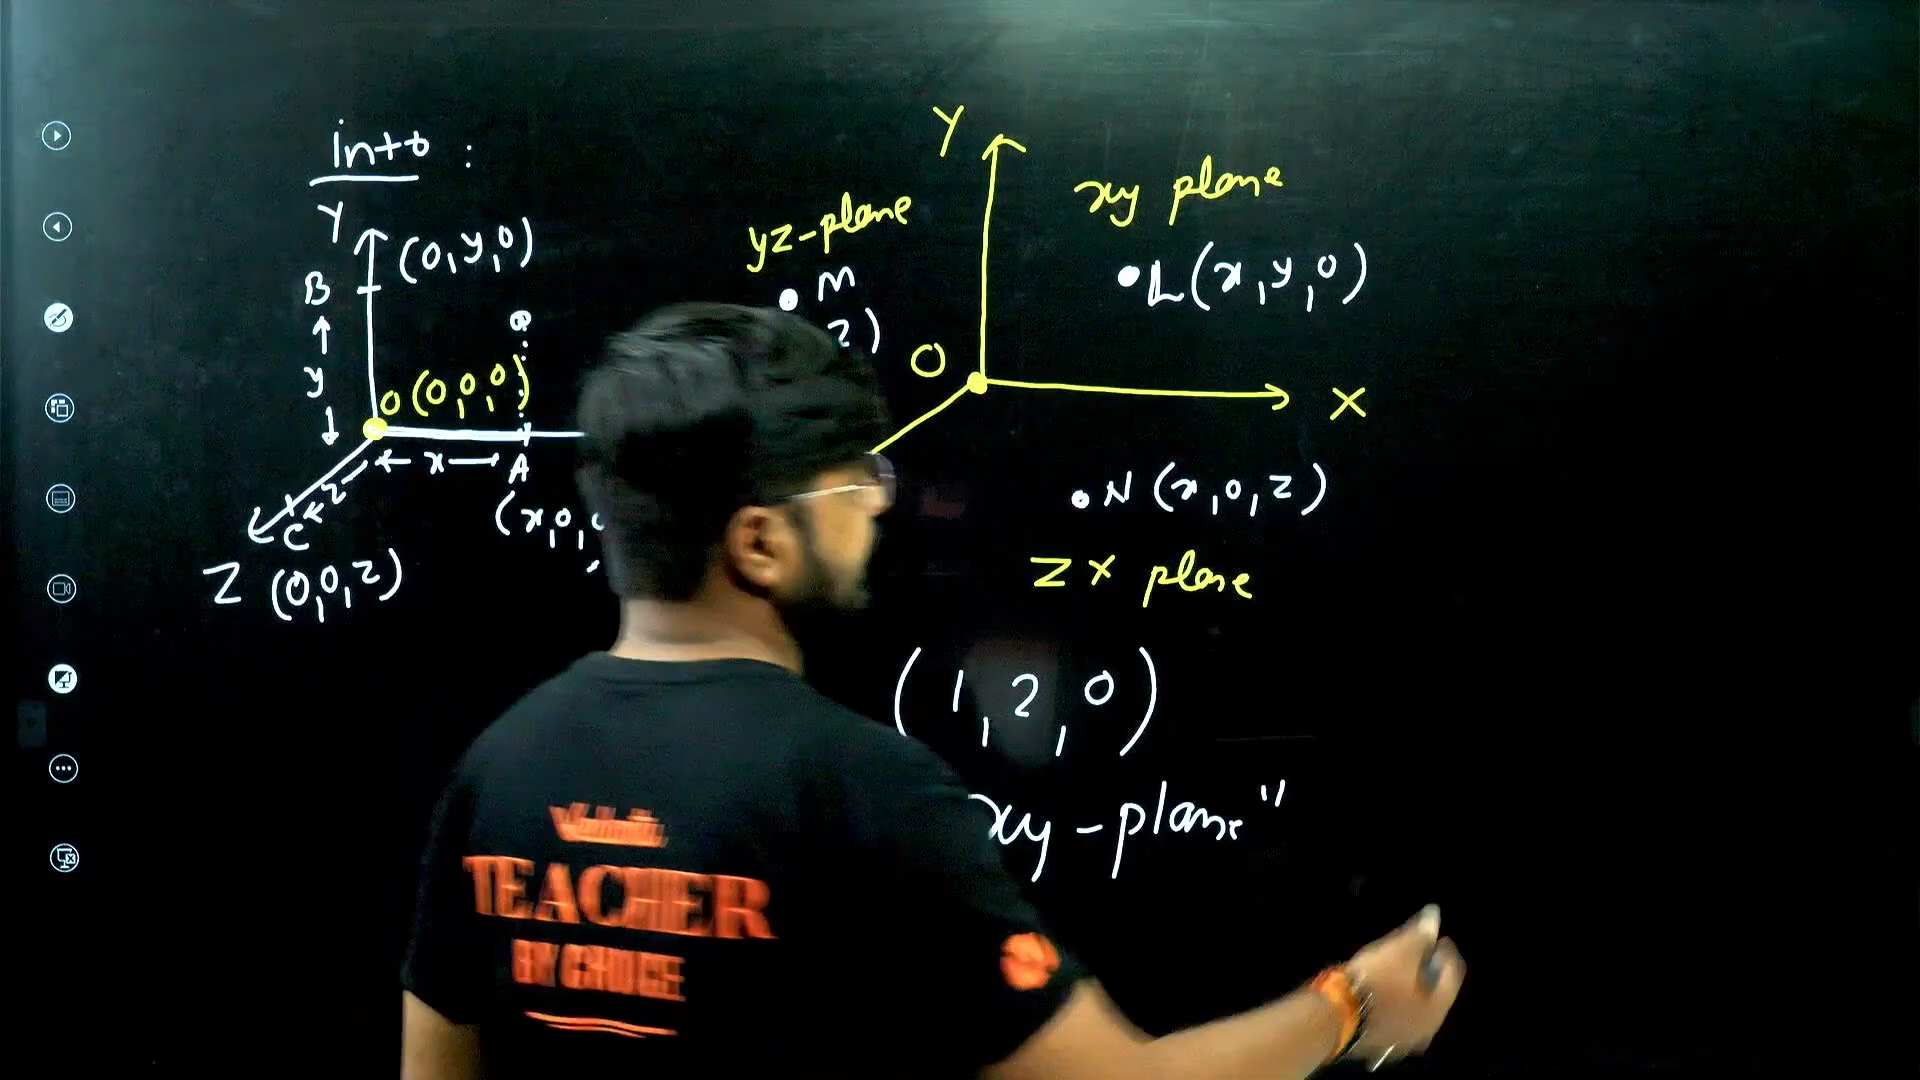 Intro :
Y
(0, y, 0)
B
y
O (0, 0, 0)
x
A
z
C
(x, 0,
Z (0, 0, z)
Y
xy plane
yz-plane
M
z)
L (x, y, 0)
O
X
N (x, 0, z)
ZX plane
(1, 2, 0)
xy-plane"
TEACHER
BY CHOICE